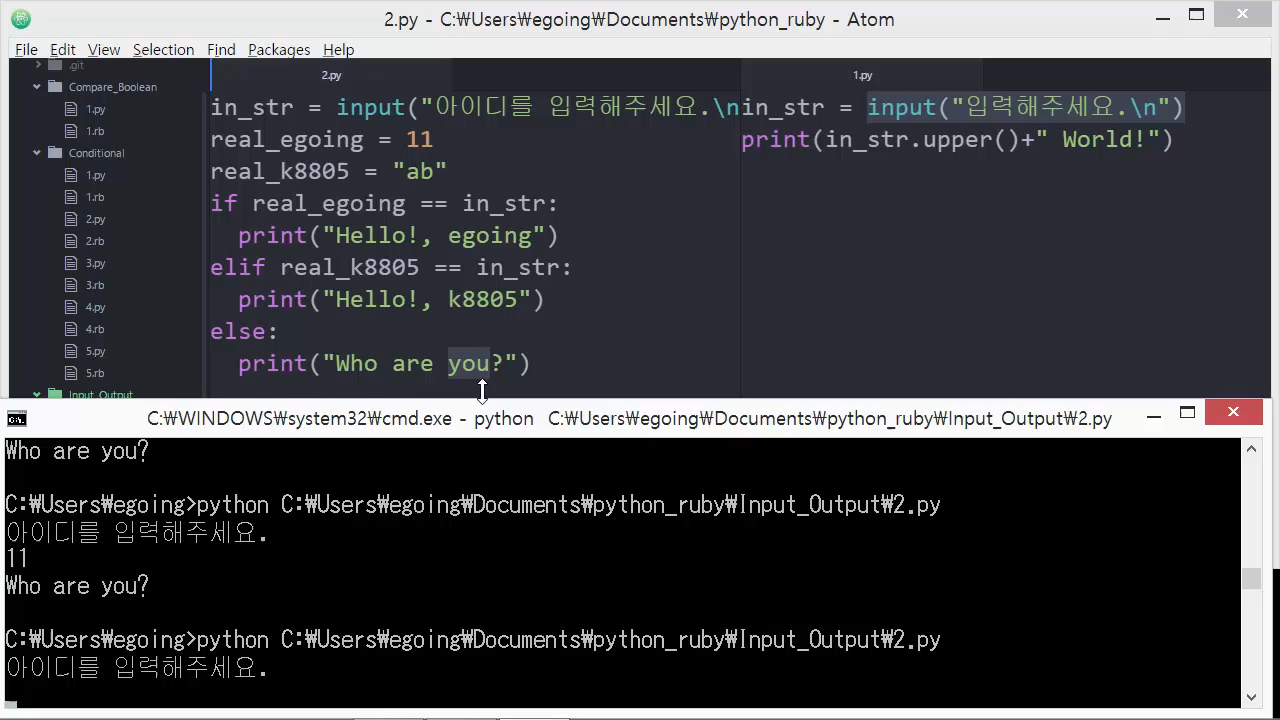 2.py - C:₩Users₩egoing₩Documents₩python_ruby - Atom
File Edit View Selection Find Packages Help
.git
Compare_Boolean
1.py
1.rb
Conditional
1.py
1.rb
2.py
2.rb
3.py
3.rb
4.py
4.rb
5.py
5.rb
Input_Output
2.py
in_str = input("아이디를 입력해주세요.\n
real_egoing = 11
real_k8805 = "ab"
if real_egoing == in_str:
print("Hello!, egoing")
elif real_k8805 == in_str:
print("Hello!, k8805")
else:
print("Who are you?")
1.py
in_str = input("입력해주세요.\n")
print(in_str.upper()+" World!")
C:₩WINDOWS₩system32₩cmd.exe - python C:₩Users₩egoing₩Documents₩python_ruby₩Input_Output₩2.py
Who are you?
C:₩Users₩egoing>python C:₩Users₩egoing₩Documents₩python_ruby₩Input_Output₩2.py
아이디를 입력해주세요.
11
Who are you?
C:₩Users₩egoing>python C:₩Users₩egoing₩Documents₩python_ruby₩Input_Output₩2.py
아이디를 입력해주세요.